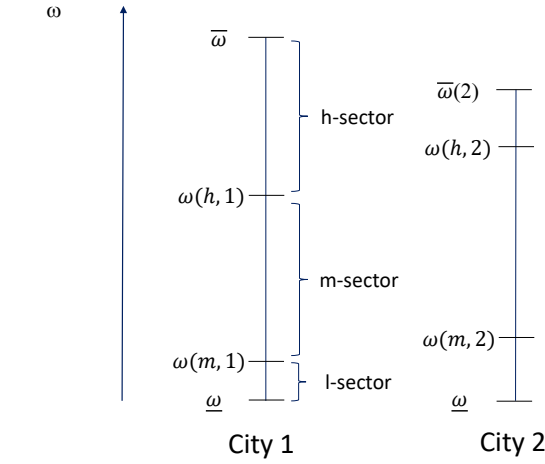 ω
ω̅
ω̅(2)
h-sector
ω(h, 2)
ω(h, 1)
m-sector
ω(m, 2)
ω(m, 1)
l-sector
ω̲
ω̲
City 1
City 2